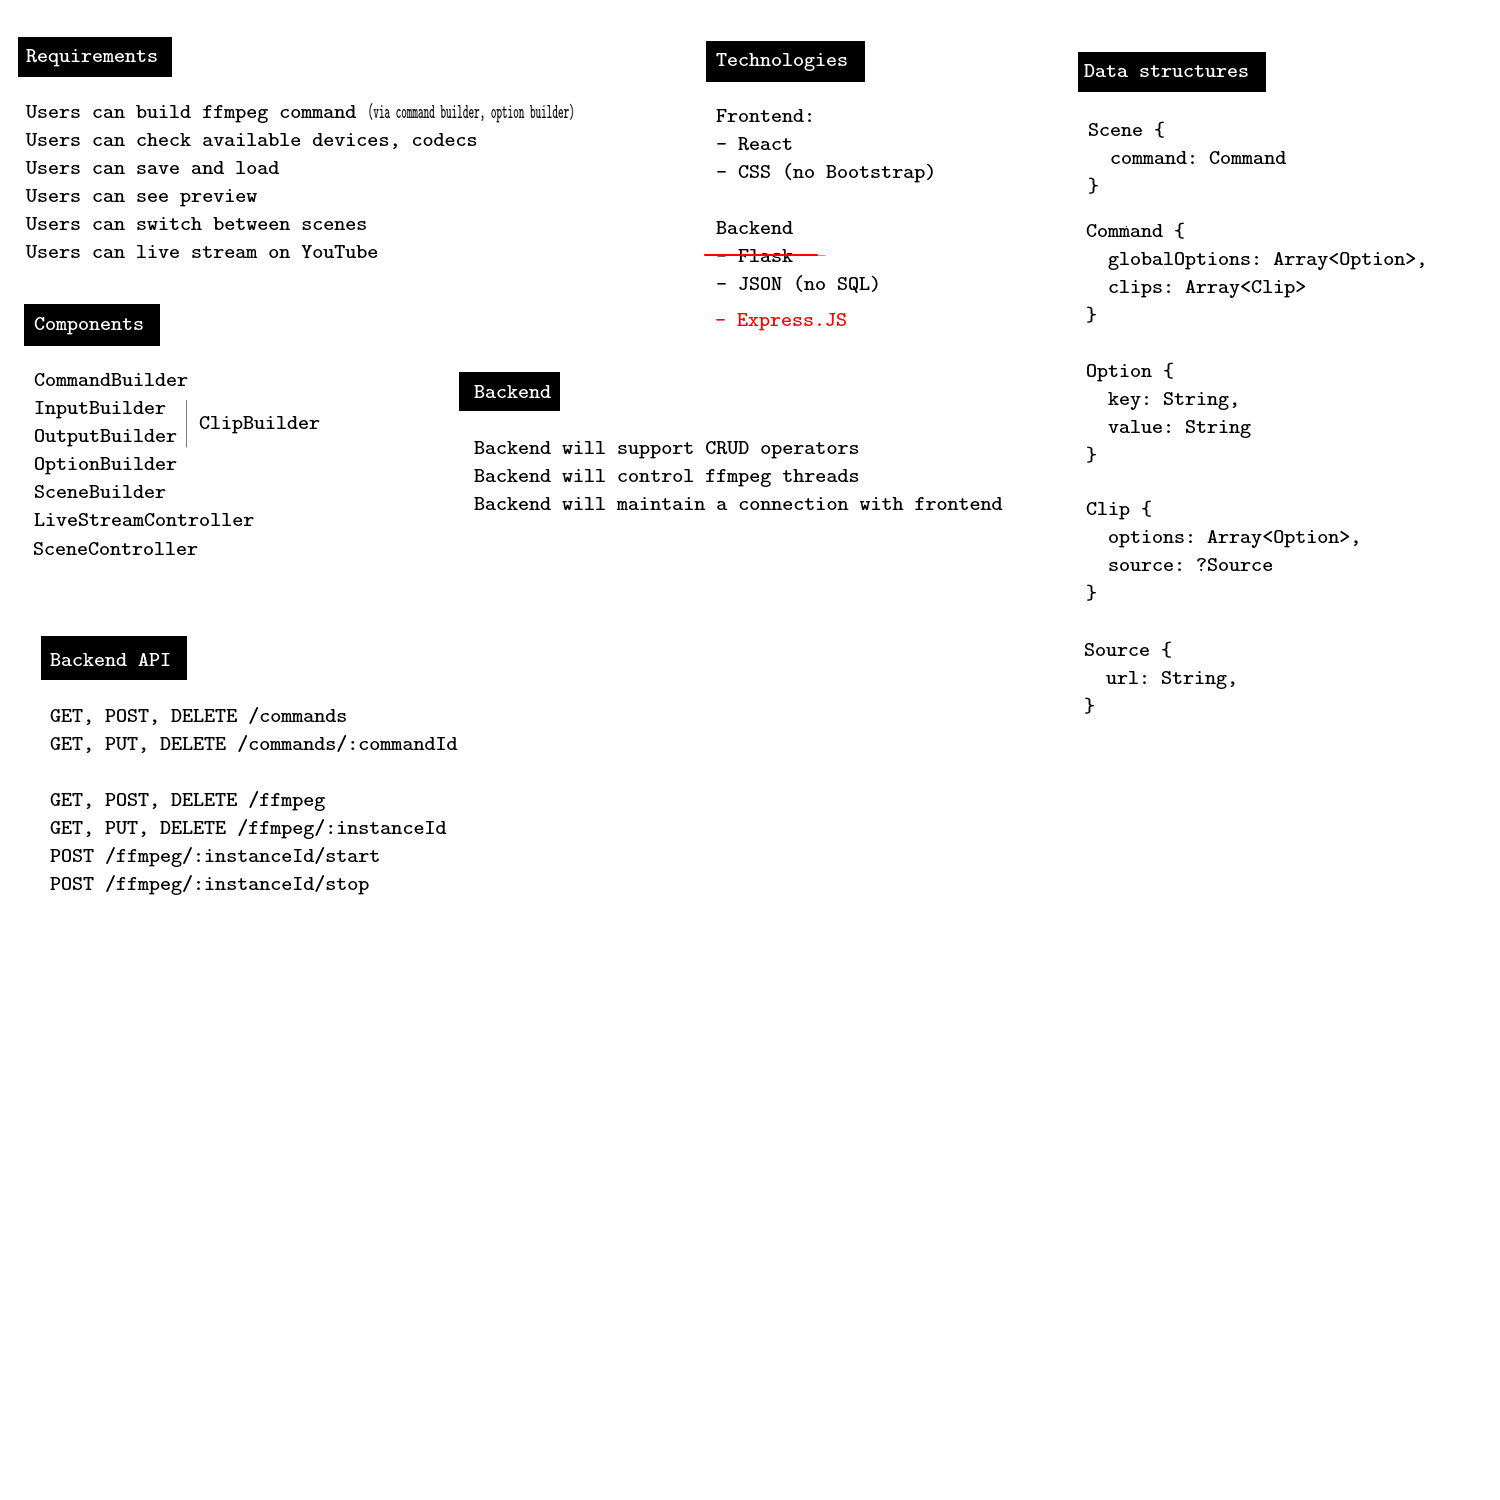 Requirements
Users can build ffmpeg command (via command builder, option builder)
Users can check available devices, codecs
Users can save and load
Users can see preview
Users can switch between scenes
Users can live stream on YouTube
Components
CommandBuilder
InputBuilder
OutputBuilder
ClipBuilder
OptionBuilder
SceneBuilder
LiveStreamController
SceneController
Technologies
Frontend:
- React
- CSS (no Bootstrap)
Backend
- Flask
- JSON (no SQL)
- Express.JS
Backend
Backend will support CRUD operators
Backend will control ffmpeg threads
Backend will maintain a connection with frontend
Data structures
Scene {
command: Command
}
Command {
globalOptions: Array<Option>,
clips: Array<Clip>
}
Option {
key: String,
value: String
}
Clip {
options: Array<Option>,
source: ?Source
}
Source {
url: String,
}
Backend API
GET, POST, DELETE /commands
GET, PUT, DELETE /commands/:commandId
GET, POST, DELETE /ffmpeg
GET, PUT, DELETE /ffmpeg/:instanceId
POST /ffmpeg/:instanceId/start
POST /ffmpeg/:instanceId/stop